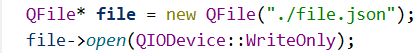 QFile* file = new QFile("./file.json");
file->open(QIODevice::WriteOnly);